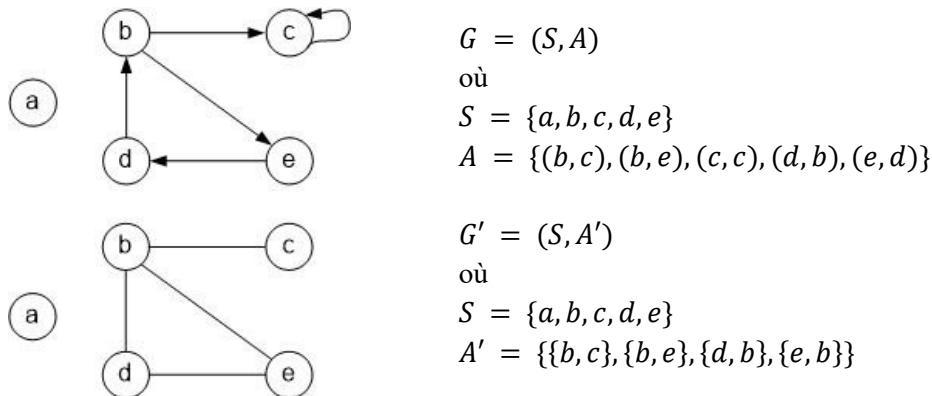 b c
a
d e
G = (S, A)
où
S = {a, b, c, d, e}
A = {(b, c), (b, e), (c, c), (d, b), (e, d)}
b c
a
d e
G′ = (S, A′)
où
S = {a, b, c, d, e}
A′ = {{b, c}, {b, e}, {d, b}, {e, b}}